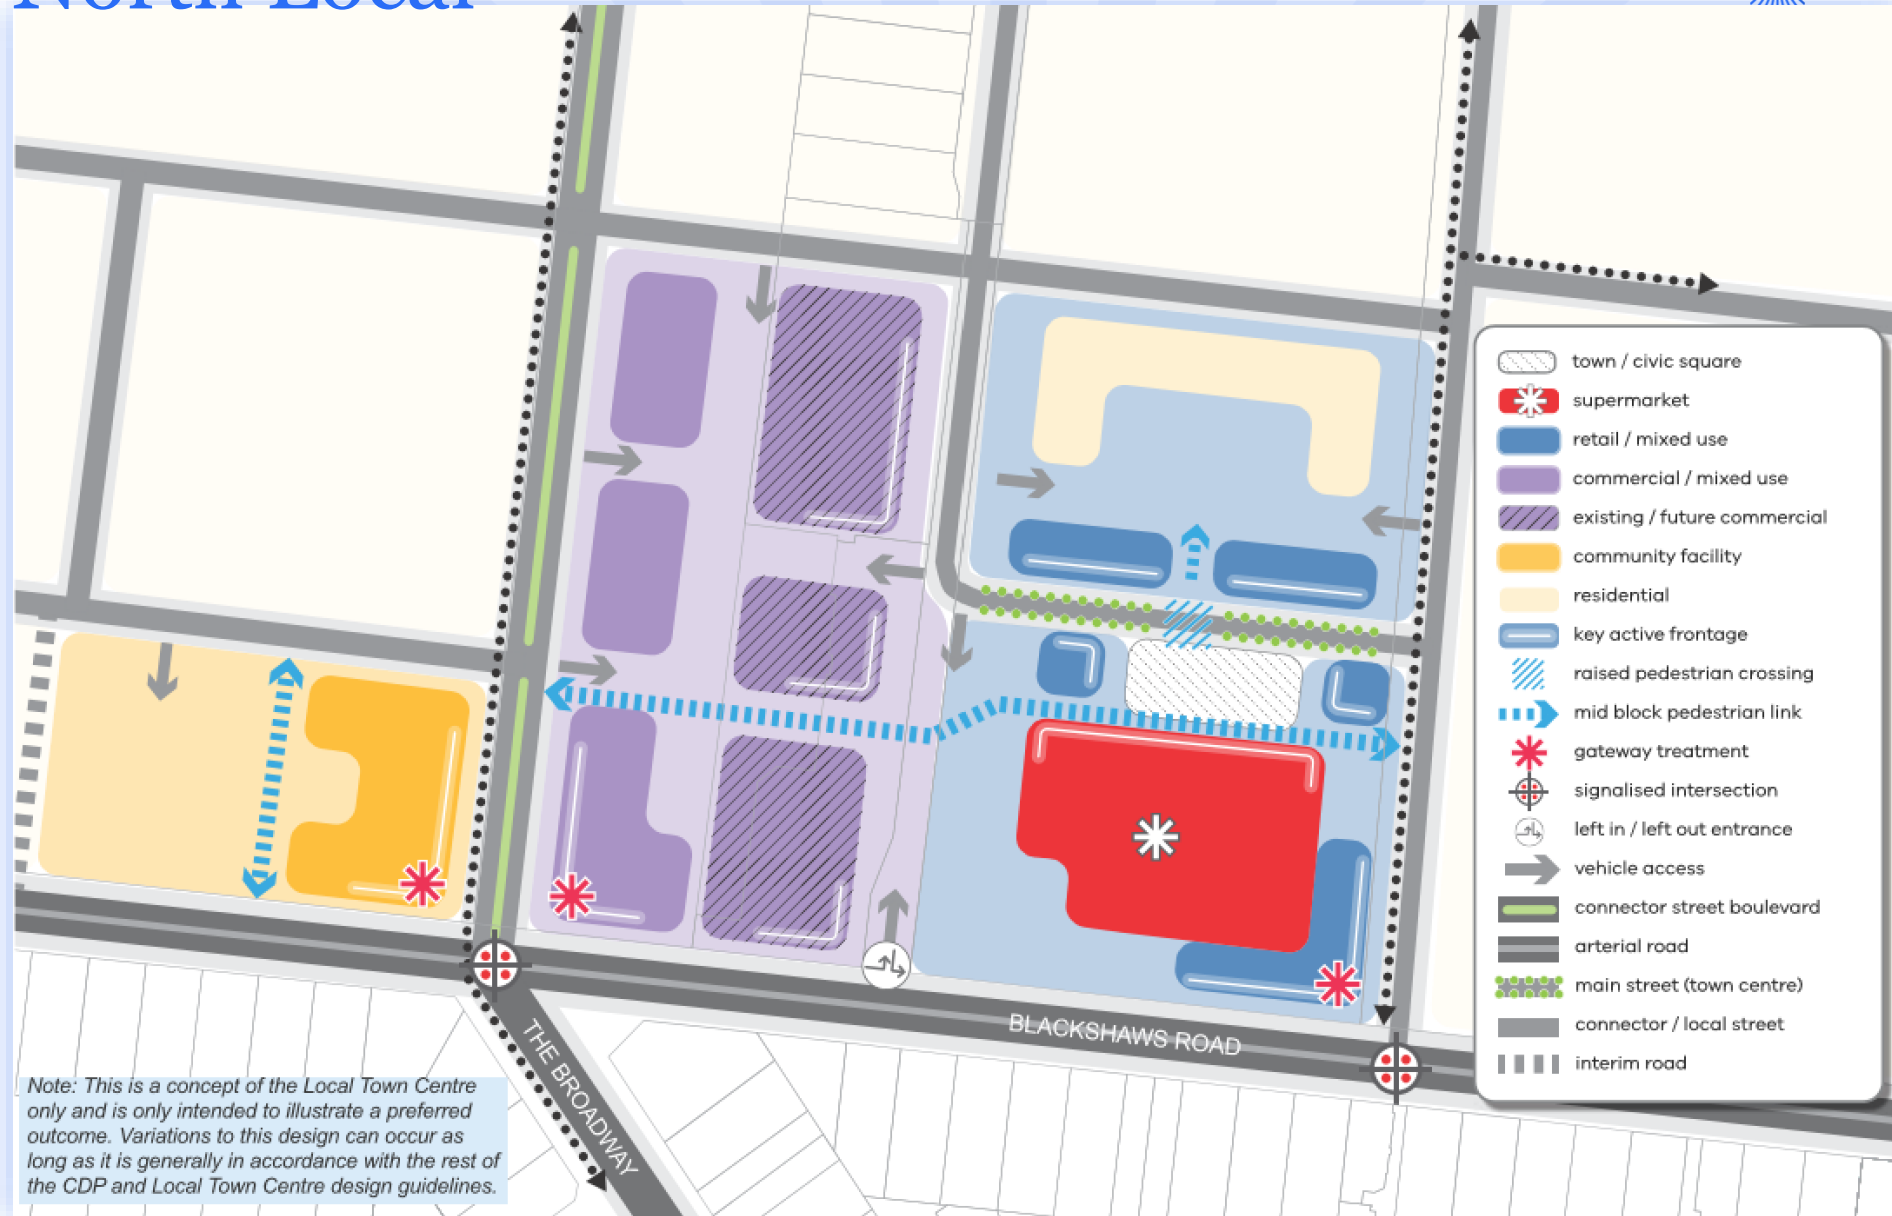 North Local
town / civic square
supermarket
retail / mixed use
commercial / mixed use
existing / future commercial
community facility
residential
key active frontage
raised pedestrian crossing
mid block pedestrian link
gateway treatment
signalised intersection
left in / left out entrance
vehicle access
connector street boulevard
arterial road
main street (town centre)
connector / local street
interim road
BLACKSHAWS ROAD
THE BROADWAY
Note: This is a concept of the Local Town Centre
only and is only intended to illustrate a preferred
outcome. Variations to this design can occur as
long as it is generally in accordance with the rest of
the CDP and Local Town Centre design guidelines.